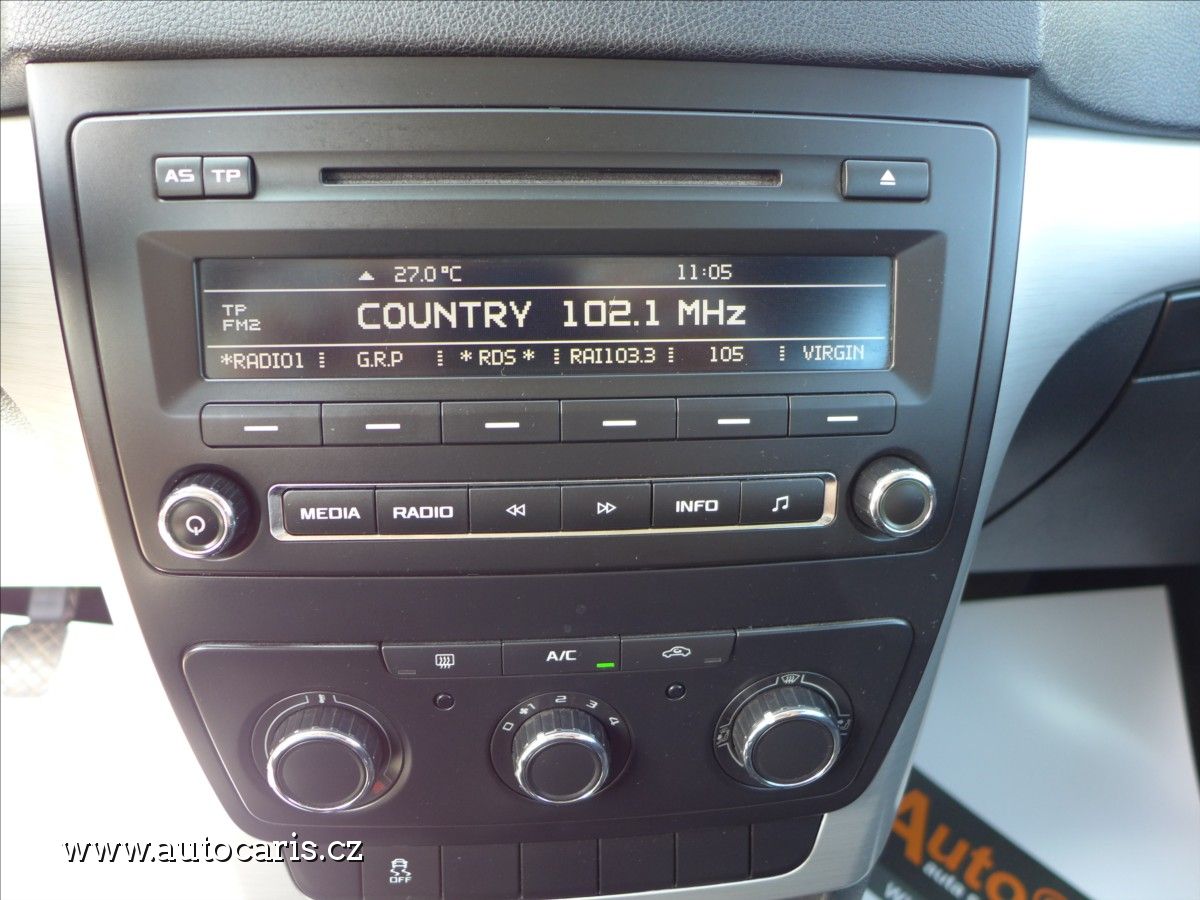 AS TP
27.0°C 11:05
TP
FM2
COUNTRY 102.1 MHz
*RADIO1 G.R.P *RDS* RAI103.3 105 VIRGIN
MEDIA RADIO INFO
A/C
0 1 2 3 4
OFF
www.autocaris.cz
Auto
auta